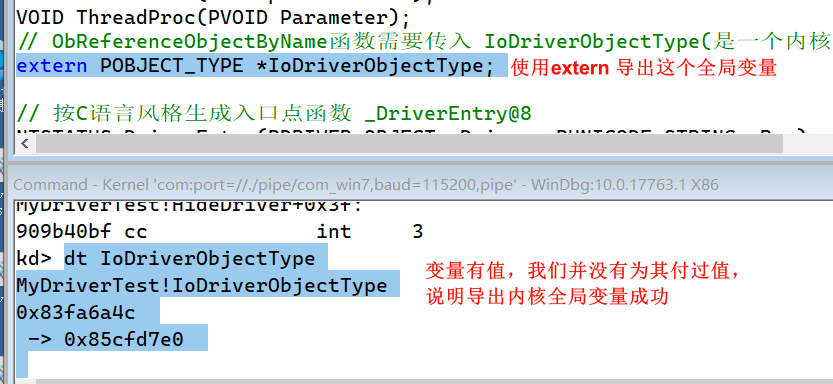 VOID ThreadProc(PVOID Parameter);
// ObReferenceObjectByName函数需要传入 IoDriverObjectType(是一个内核
extern POBJECT_TYPE *IoDriverObjectType; 使用extern 导出这个全局变量
// 按C语言风格生成入口点函数 _DriverEntry@8
Command - Kernel 'com:port=//./pipe/com_win7,baud=115200,pipe' - WinDbg:10.0.17763.1 X86
MyDriverTest!HideDriver+0x3f:
909b40bf cc int 3
kd> dt IoDriverObjectType
MyDriverTest!IoDriverObjectType
0x83fa6a4c
-> 0x85cfd7e0
变量有值，我们并没有为其付过值，
说明导出内核全局变量成功